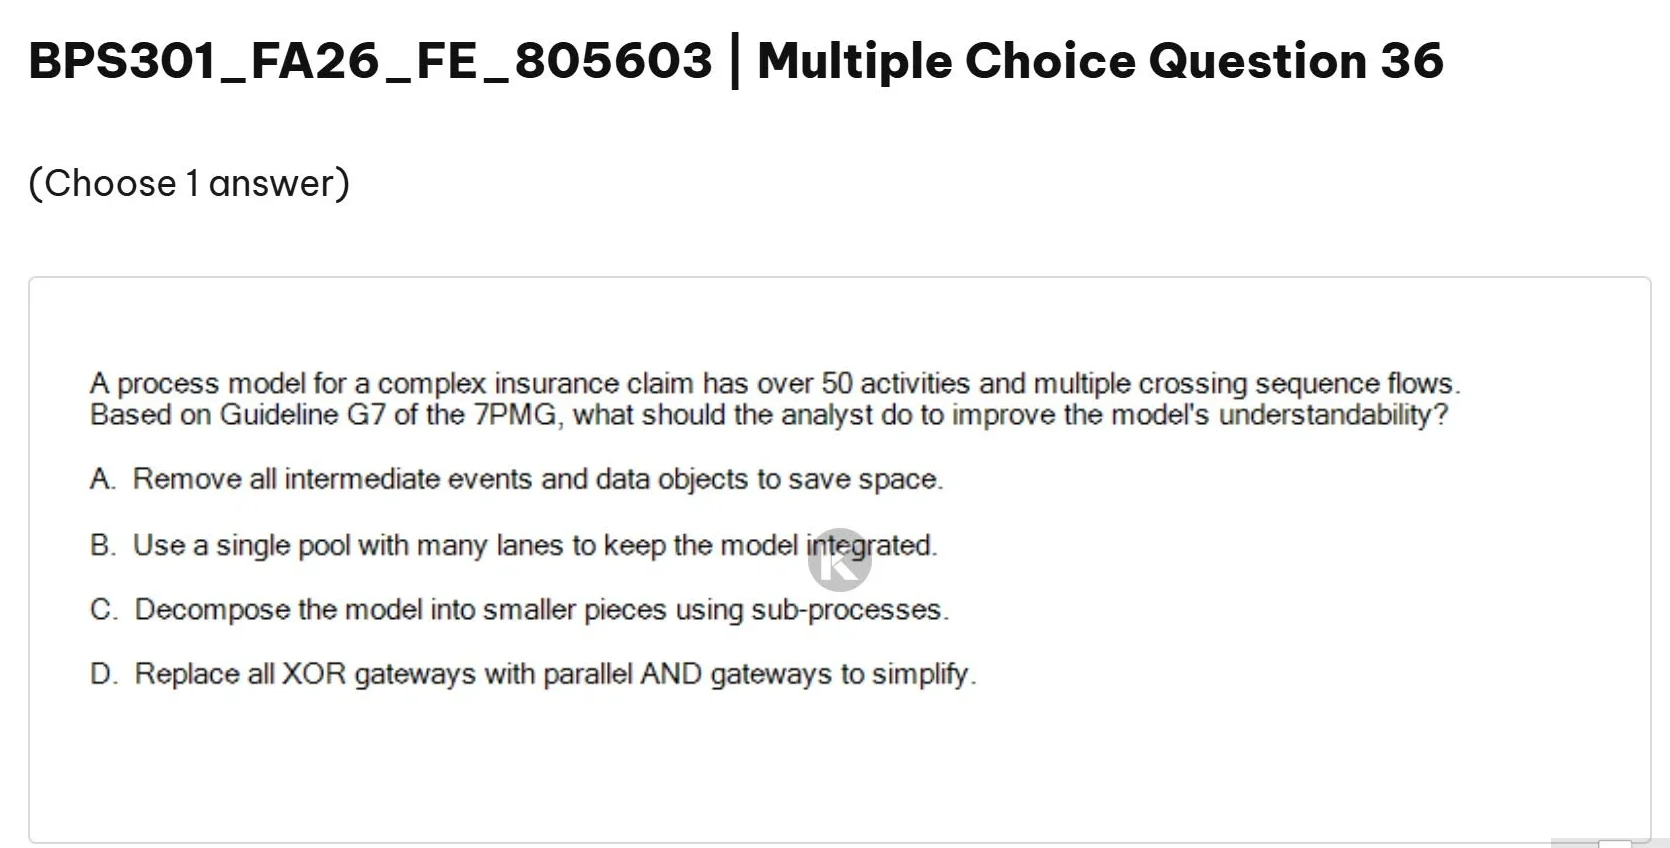 BPS301_FA26_FE_805603 | Multiple Choice Question 36
(Choose 1 answer)
A process model for a complex insurance claim has over 50 activities and multiple crossing sequence flows.
Based on Guideline G7 of the 7PMG, what should the analyst do to improve the model's understandability?
A. Remove all intermediate events and data objects to save space.
B. Use a single pool with many lanes to keep the model integrated.
K
C. Decompose the model into smaller pieces using sub-processes.
D. Replace all XOR gateways with parallel AND gateways to simplify.